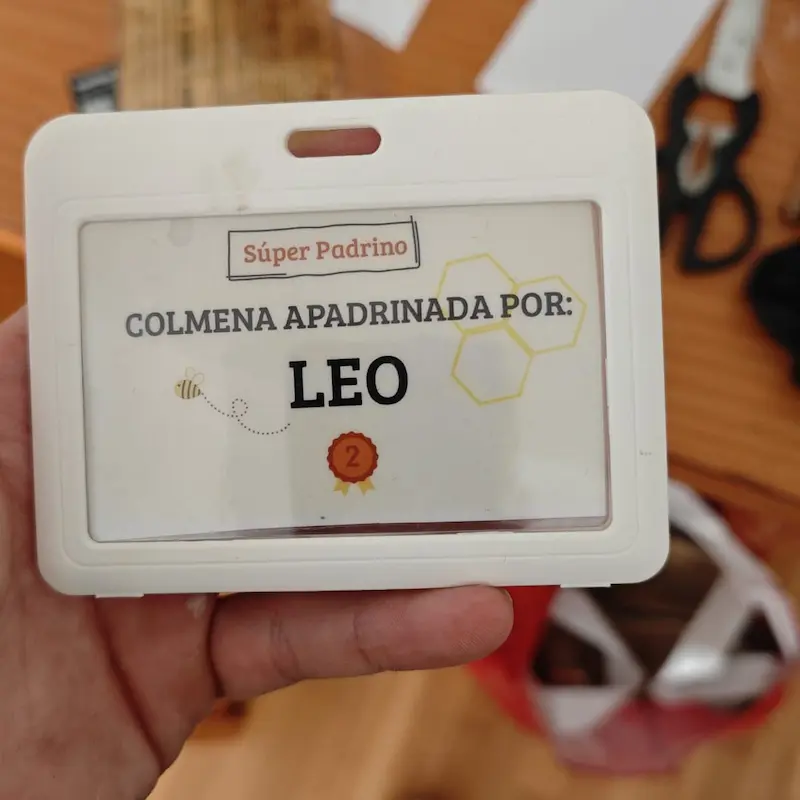 Súper Padrino
COLMENA APADRINADA POR:
LEO
2